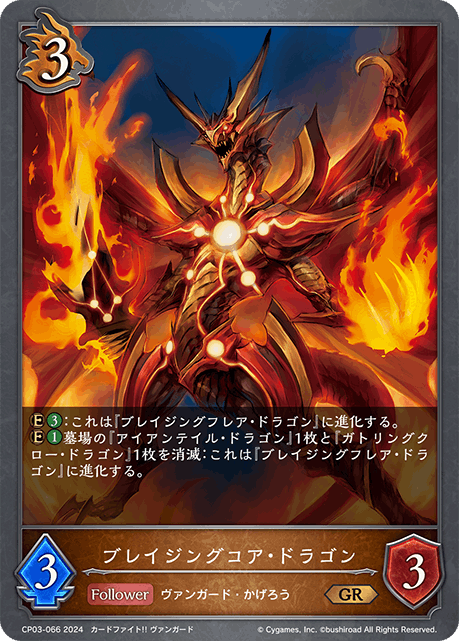 3
E 3:これは『ブレイジングフレア・ドラゴン』に進化する。
E 1 墓場の『アイアンテイル・ドラゴン』1枚と『ガトリングク
ロー・ドラゴン』1枚を消滅:これは『ブレイジングフレア・ドラ
ゴン』に進化する。
ブレイジングコア・ドラゴン
3
Follower ヴァンガード・かげろう GR
3
CP03-066 2024 カードファイト!! ヴァンガード © Cygames, Inc. ©bushiroad All Rights Reserved.